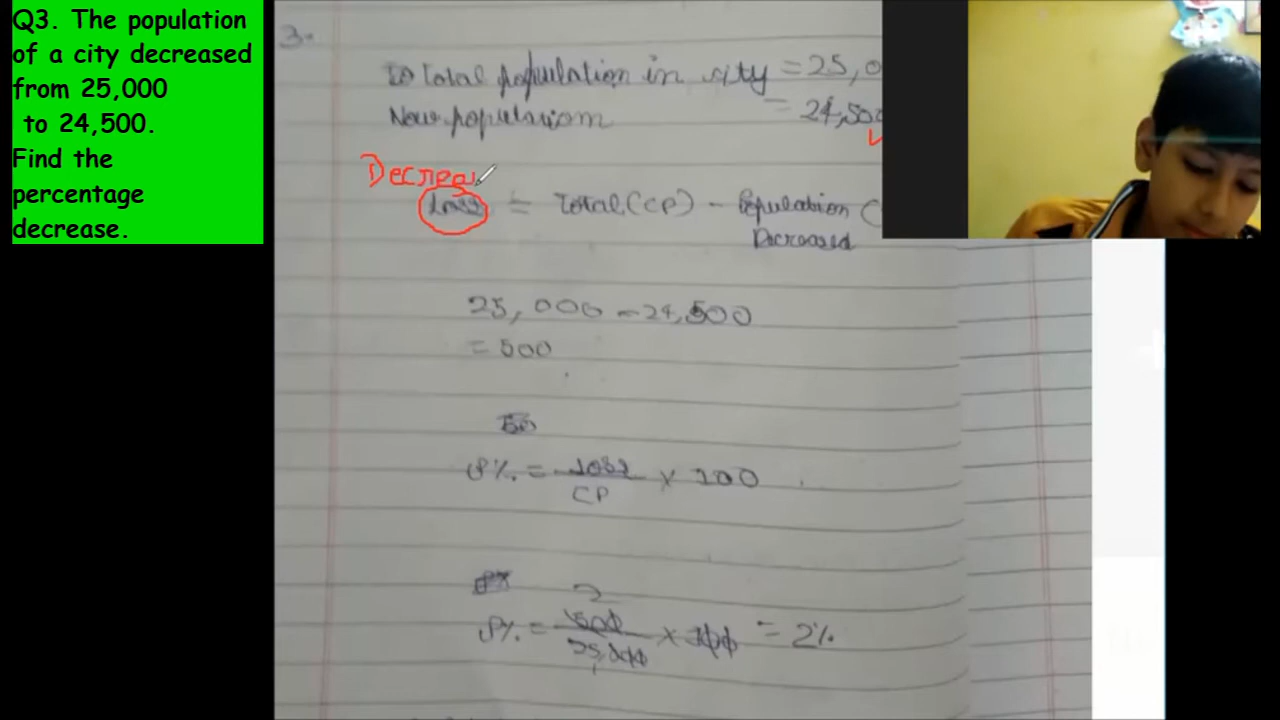 Q3. The population
of a city decreased
from 25,000
to 24,500.
Find the
percentage
decrease.
3.
Total population in city = 25,0
New population = 24,500
Decreas
Loss = Total (CP) - Population (
Decreased
25,000 - 24,500
= 500
P% = Loss / CP × 100
P% = 500 / 25,000 × 100 = 2%